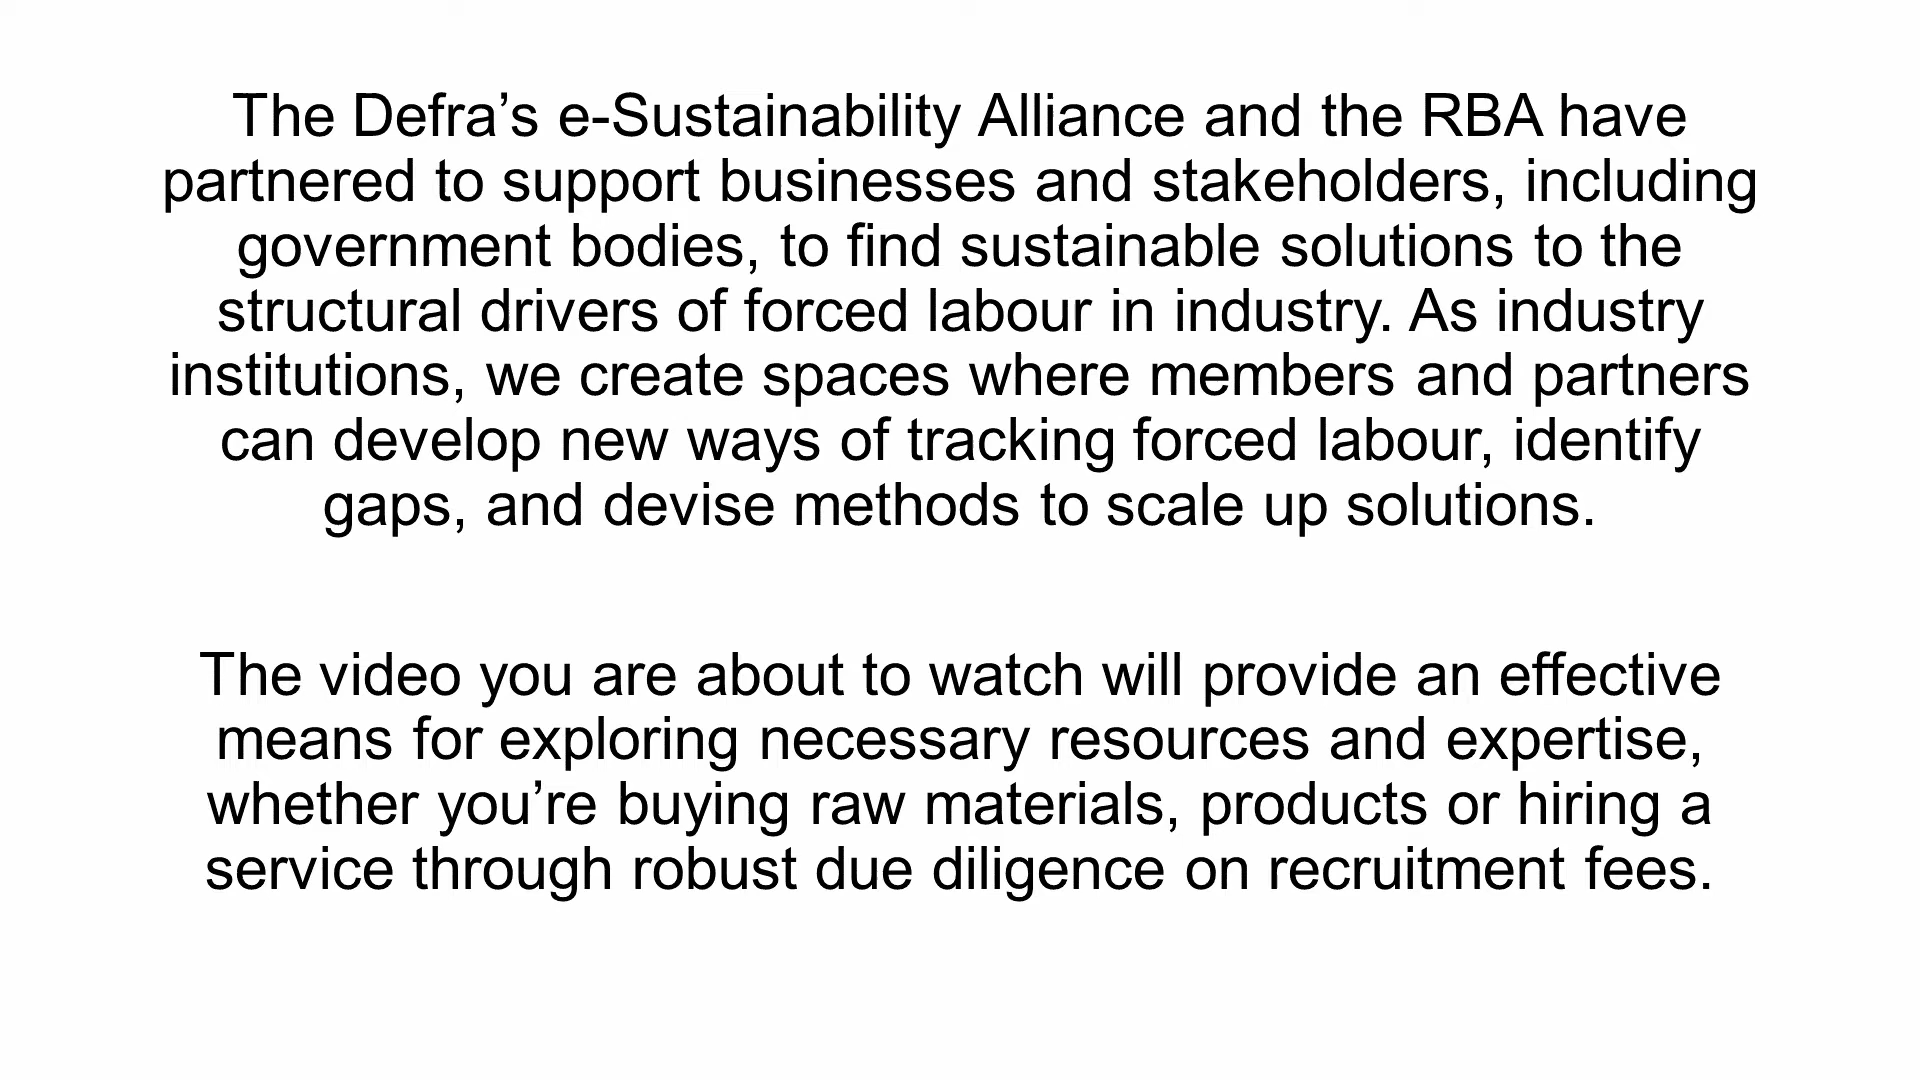 The Defra’s e-Sustainability Alliance and the RBA have
partnered to support businesses and stakeholders, including
government bodies, to find sustainable solutions to the
structural drivers of forced labour in industry. As industry
institutions, we create spaces where members and partners
can develop new ways of tracking forced labour, identify
gaps, and devise methods to scale up solutions.
The video you are about to watch will provide an effective
means for exploring necessary resources and expertise,
whether you’re buying raw materials, products or hiring a
service through robust due diligence on recruitment fees.